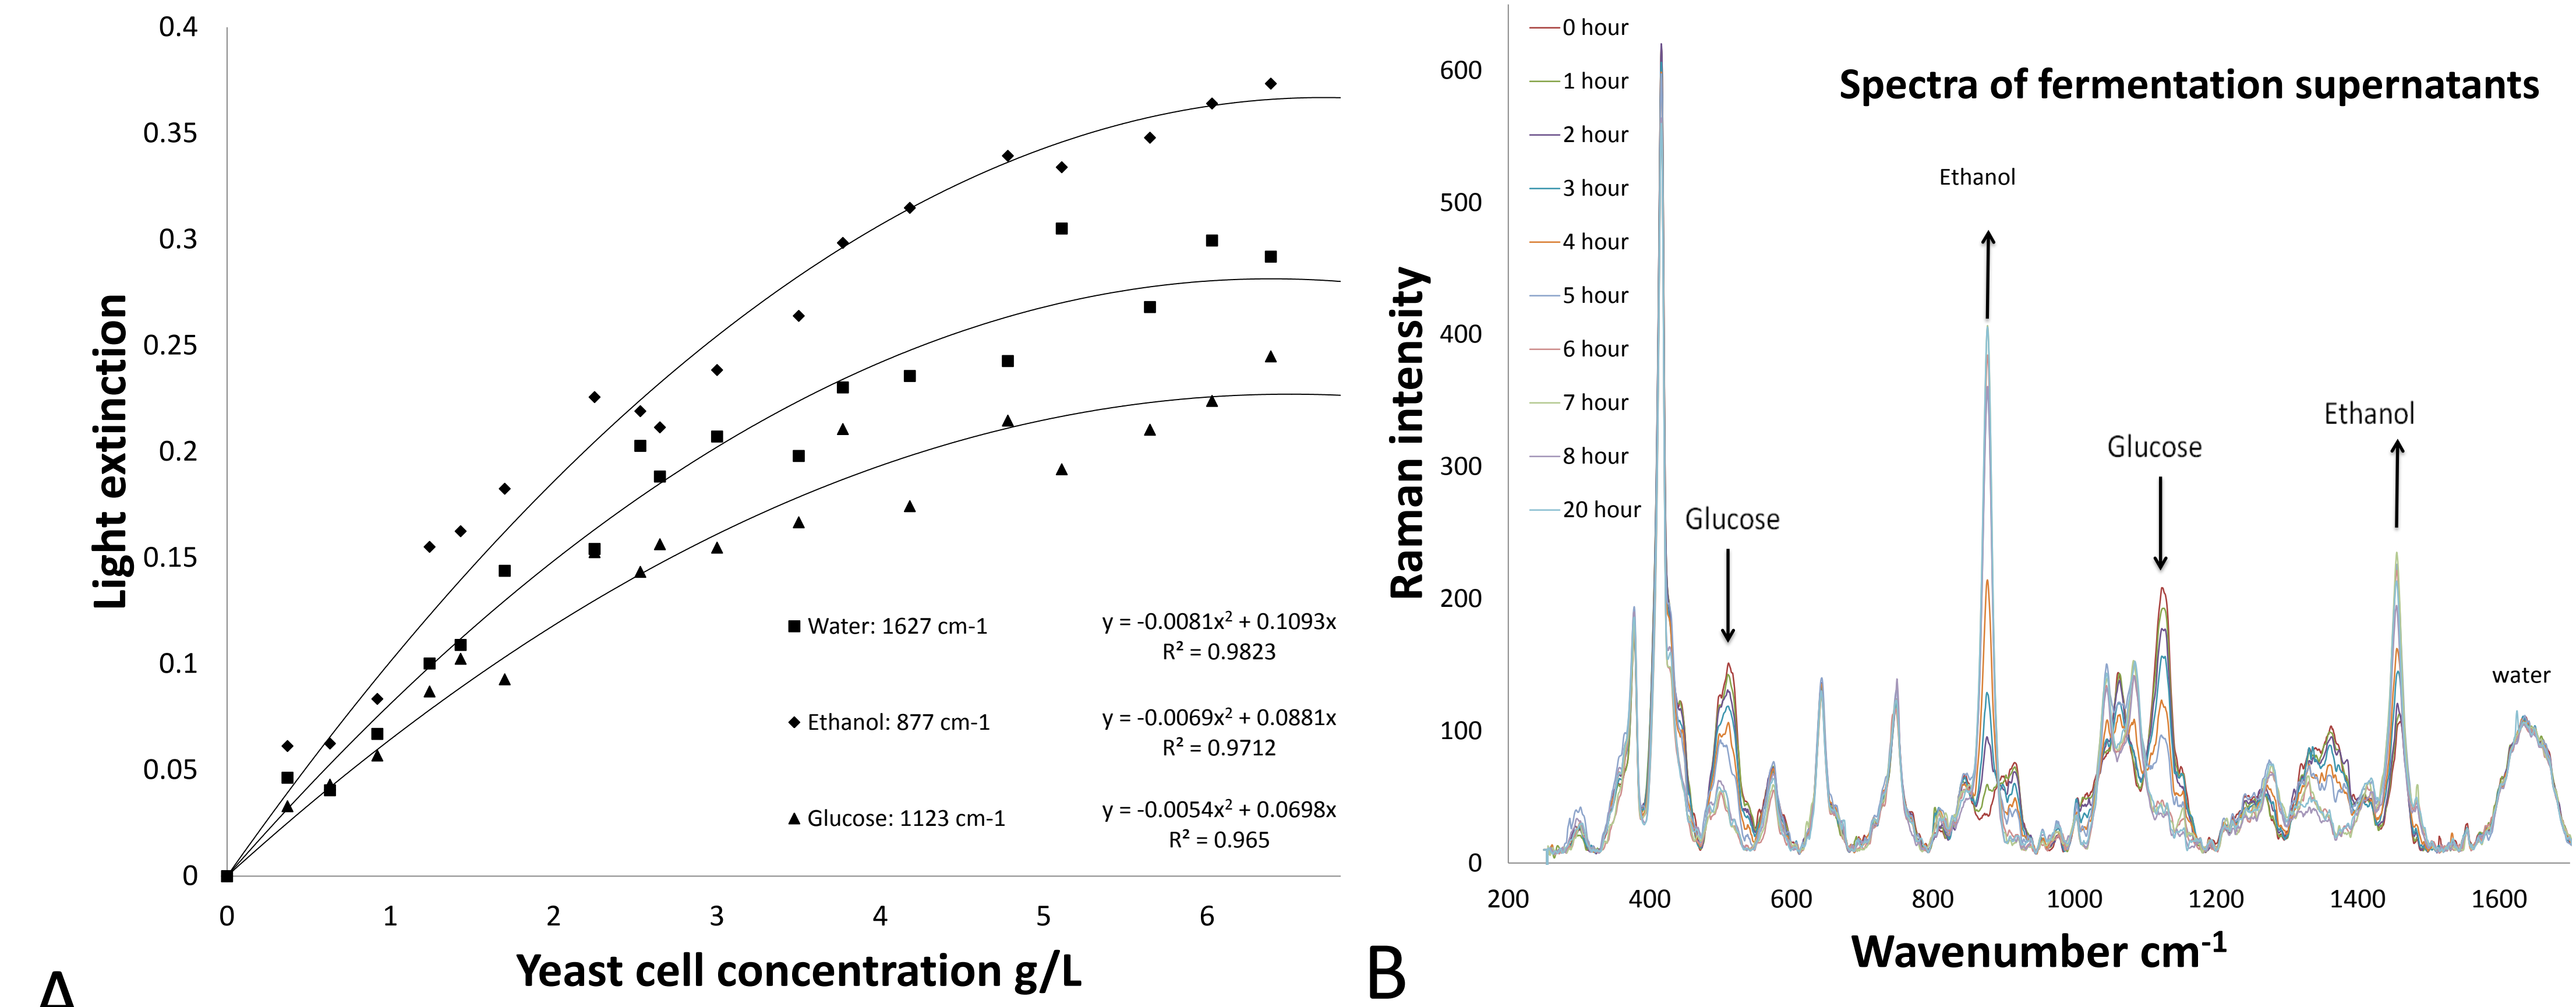 0.4
0.35
0.3
0.25
0.2
0.15
0.1
0.05
0
0 1 2 3 4 5 6
Light extinction
Yeast cell concentration g/L
Water: 1627 cm-1
y = -0.0081x² + 0.1093x
R² = 0.9823
Ethanol: 877 cm-1
y = -0.0069x² + 0.0881x
R² = 0.9712
Glucose: 1123 cm-1
y = -0.0054x² + 0.0698x
R² = 0.965
A
Spectra of fermentation supernatants
0 hour
1 hour
2 hour
3 hour
4 hour
5 hour
6 hour
7 hour
8 hour
20 hour
600
500
400
300
200
100
0
200 400 600 800 1000 1200 1400 1600
Raman intensity
Wavenumber cm-1
Glucose
Ethanol
Glucose
Ethanol
water
B